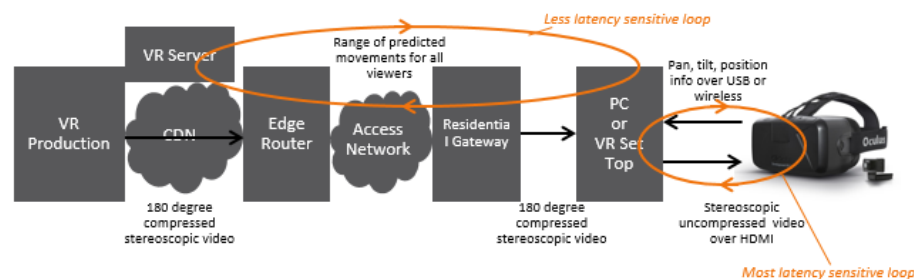 Less latency sensitive loop
VR Server
Range of predicted
movements for all
viewers
Pan, tilt, position
info over USB or
wireless
VR
Production
CDN
Edge
Router
Access
Network
Residentia
l Gateway
PC
or
VR Set
Top
Oculus
180 degree
compressed
stereoscopic video
180 degree
compressed
stereoscopic video
Stereoscopic
uncompressed video
over HDMI
Most latency sensitive loop